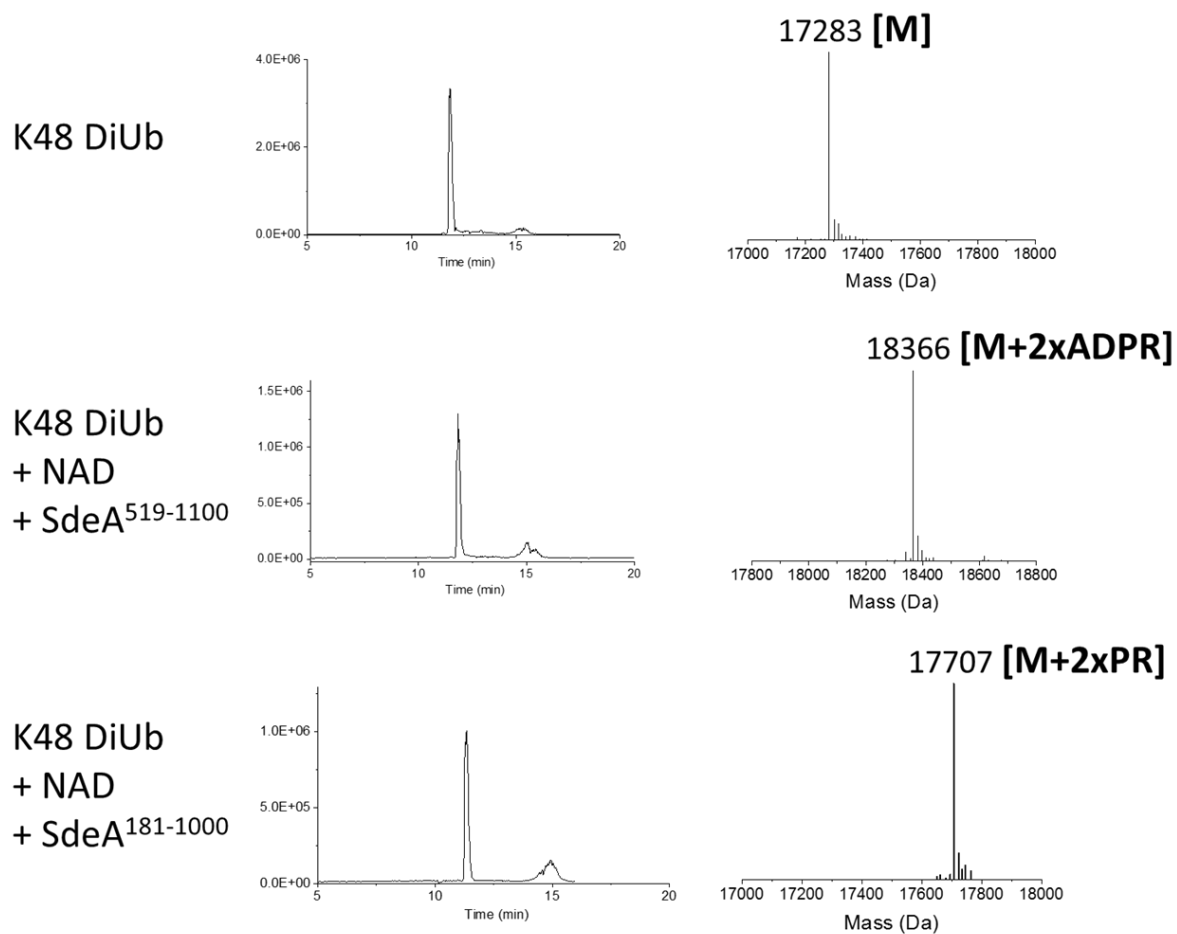 17283 [M]
K48 DiUb
4.0E+06
2.0E+06
0.0E+00
5 10 15 20
Time (min)
17000 17200 17400 17600 17800 18000
Mass (Da)
18366 [M+2xADPR]
K48 DiUb
+ NAD
+ SdeA519-1100
1.5E+06
1.0E+06
5.0E+05
0.0E+00
5 10 15 20
Time (min)
17800 18000 18200 18400 18600 18800
Mass (Da)
17707 [M+2xPR]
K48 DiUb
+ NAD
+ SdeA181-1000
1.0E+06
5.0E+05
0.0E+00
5 10 15 20
Time (min)
17000 17200 17400 17600 17800 18000
Mass (Da)